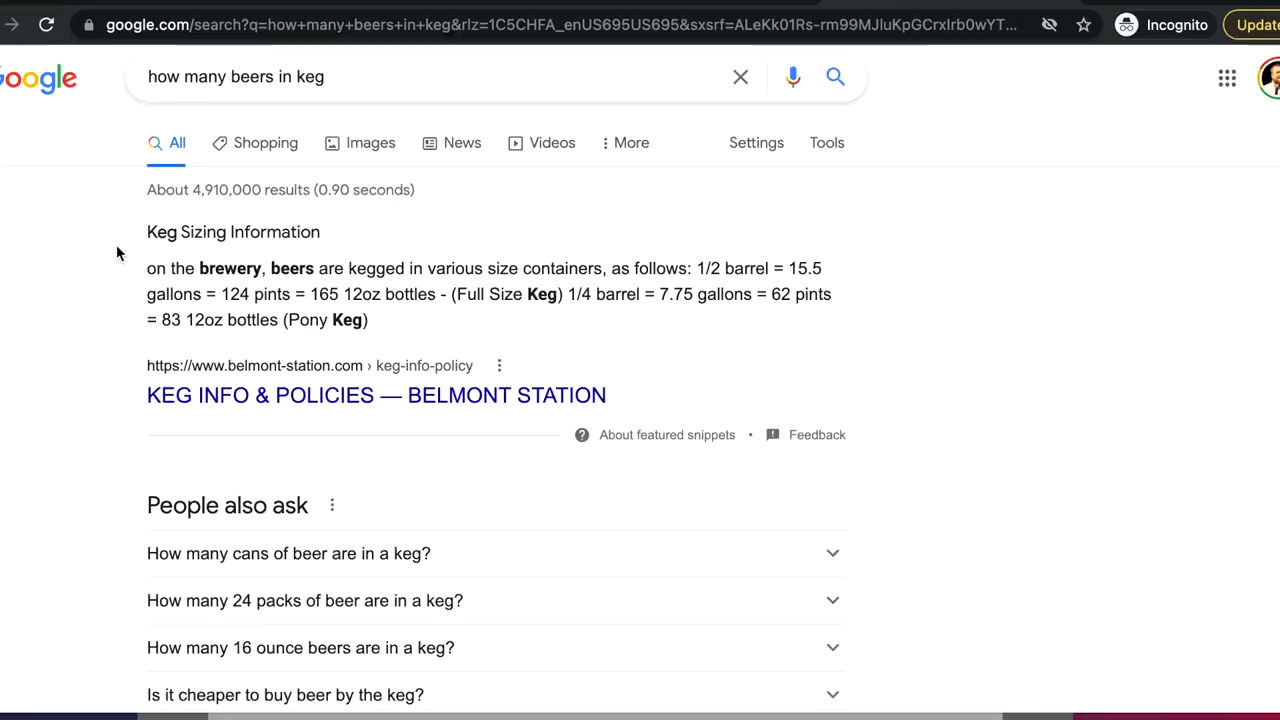 google.com/search?q=how+many+beers+in+keg&rlz=1C5CHFA_enUS695US695&sxsrf=ALeKk01Rs-rm99MJluKpGCrxIrb0wYT...
Incognito
Update
Google
how many beers in keg
All
Shopping
Images
News
Videos
More
Settings
Tools
About 4,910,000 results (0.90 seconds)
Keg Sizing Information
on the brewery, beers are kegged in various size containers, as follows: 1/2 barrel = 15.5
gallons = 124 pints = 165 12oz bottles - (Full Size Keg) 1/4 barrel = 7.75 gallons = 62 pints
= 83 12oz bottles (Pony Keg)
https://www.belmont-station.com › keg-info-policy
KEG INFO & POLICIES — BELMONT STATION
About featured snippets • Feedback
People also ask
How many cans of beer are in a keg?
How many 24 packs of beer are in a keg?
How many 16 ounce beers are in a keg?
Is it cheaper to buy beer by the keg?